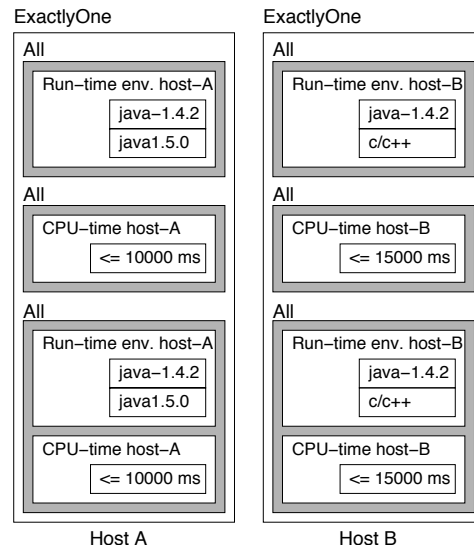 ExactlyOne
All
Run−time env. host−A
java−1.4.2
java1.5.0
All
CPU−time host−A
<= 10000 ms
All
Run−time env. host−A
java−1.4.2
java1.5.0
CPU−time host−A
<= 10000 ms
Host A
ExactlyOne
All
Run−time env. host−B
java−1.4.2
c/c++
All
CPU−time host−B
<= 15000 ms
All
Run−time env. host−B
java−1.4.2
c/c++
CPU−time host−B
<= 15000 ms
Host B